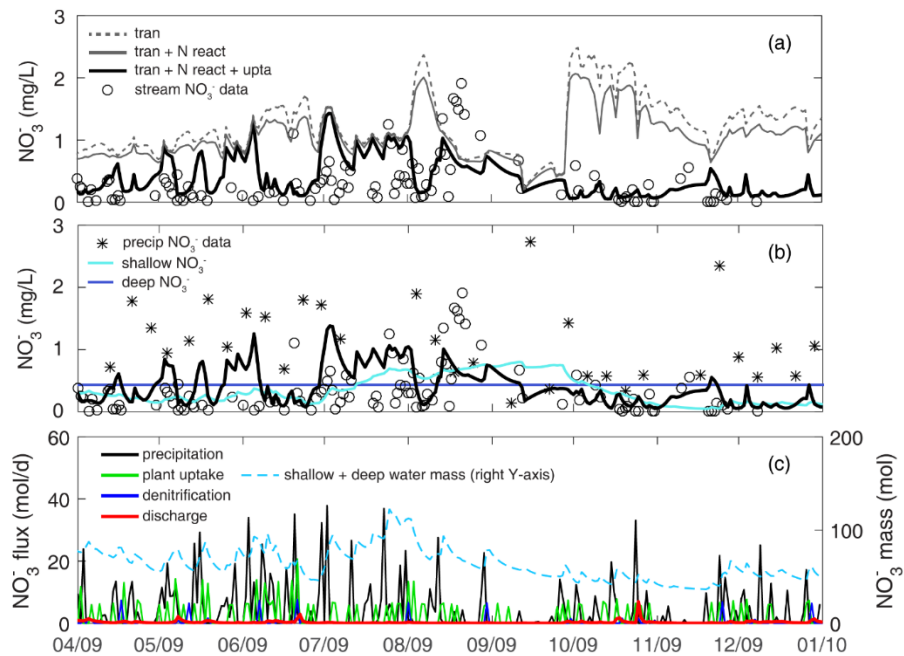 3
2
1
0
NO3- (mg/L)
tran
tran + N react
tran + N react + upta
stream NO3- data
(a)
3
2
1
0
NO3- (mg/L)
precip NO3- data
shallow NO3-
deep NO3-
(b)
60
40
20
0
NO3- flux (mol/d)
precipitation
plant uptake
denitrification
discharge
shallow + deep water mass (right Y-axis)
(c)
200
100
0
NO3- mass (mol)
04/09 05/09 06/09 07/09 08/09 09/09 10/09 11/09 12/09 01/10